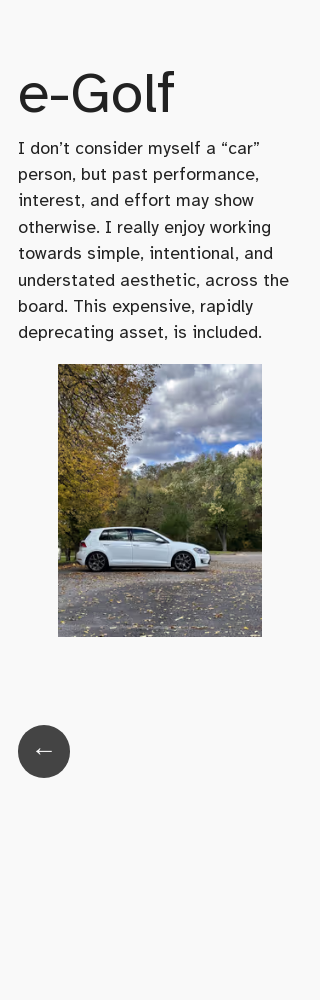 e-Golf
I don’t consider myself a “car”
person, but past performance,
interest, and effort may show
otherwise. I really enjoy working
towards simple, intentional, and
understated aesthetic, across the
board. This expensive, rapidly
deprecating asset, is included.
←